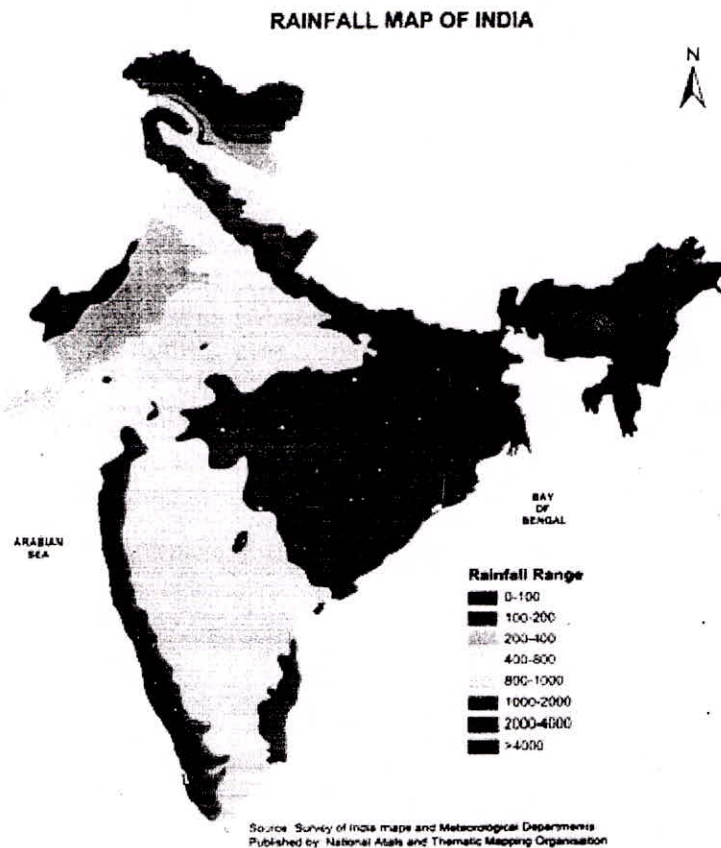 RAINFALL MAP OF INDIA
N
ARABIAN
SEA
BAY
OF
BENGAL
Rainfall Range
0-100
100-200
200-400
400-800
800-1000
1000-2000
2000-4000
>4000
Source: Survey of India maps and Meteorological Departments
Published by: National Atlas and Thematic Mapping Organisation